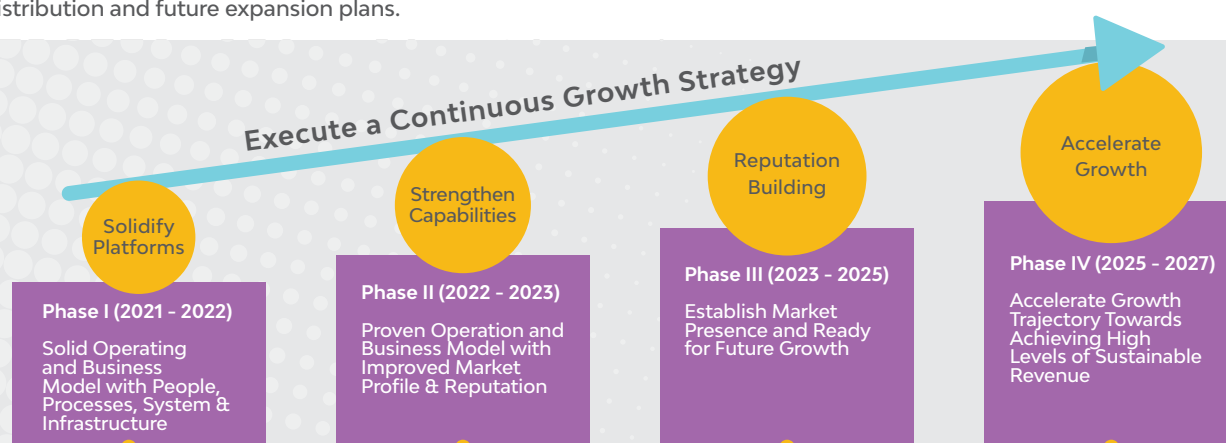 istribution and future expansion plans.
Execute a Continuous Growth Strategy
Solidify
Platforms
Phase I (2021 - 2022)
Solid Operating
and Business
Model with People,
Processes, System &
Infrastructure
Strengthen
Capabilities
Phase II (2022 - 2023)
Proven Operation and
Business Model with
Improved Market
Profile & Reputation
Reputation
Building
Phase III (2023 - 2025)
Establish Market
Presence and Ready
for Future Growth
Accelerate
Growth
Phase IV (2025 - 2027)
Accelerate Growth
Trajectory Towards
Achieving High
Levels of Sustainable
Revenue